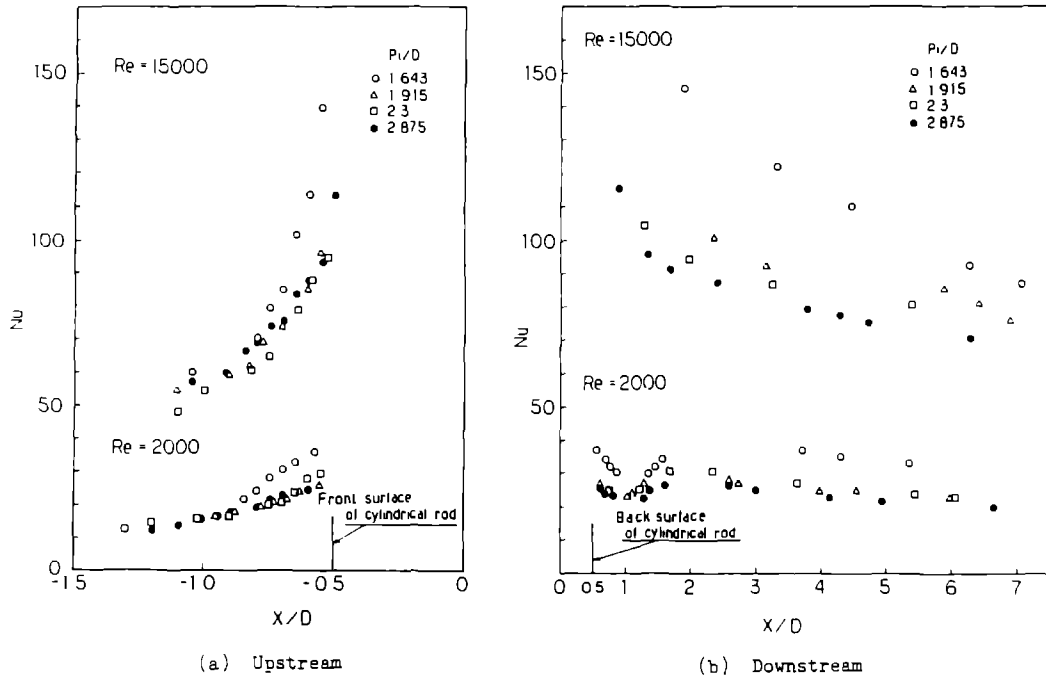 Re = 15000
Pi/D
1 643
1 915
2 3
2 875
150
100
50
0
Nu
Re = 2000
Front surface
of cylindrical rod
-1 5
-1 0
-0 5
0
X/D
(a) Upstream
Re = 15000
Pi/D
1 643
1 915
2 3
2 875
150
100
50
Nu
Re = 2000
Back surface
of cylindrical rod
0
0 5
1
2
3
4
5
6
7
X/D
(b) Downstream